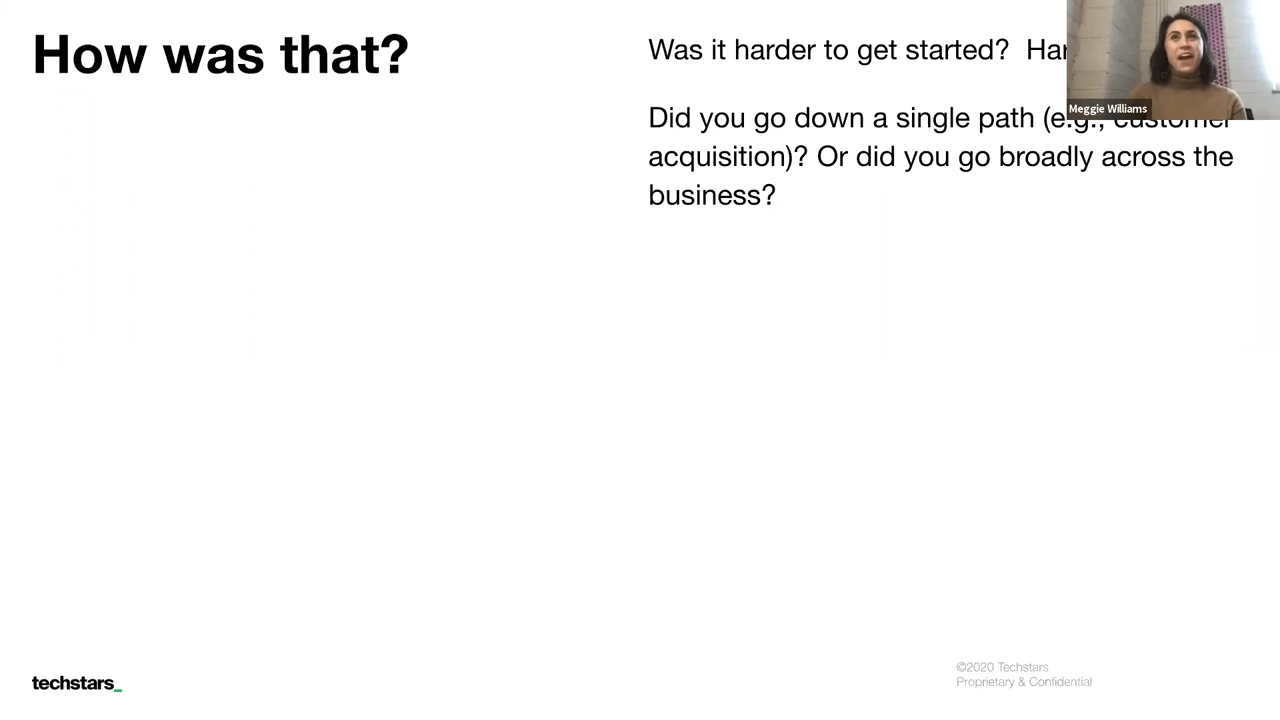 How was that?
Was it harder to get started?
Meggie Williams
Did you go down a single path (e.g., customer
acquisition)? Or did you go broadly across the
business?
techstars_
©2020 Techstars
Proprietary & Confidential